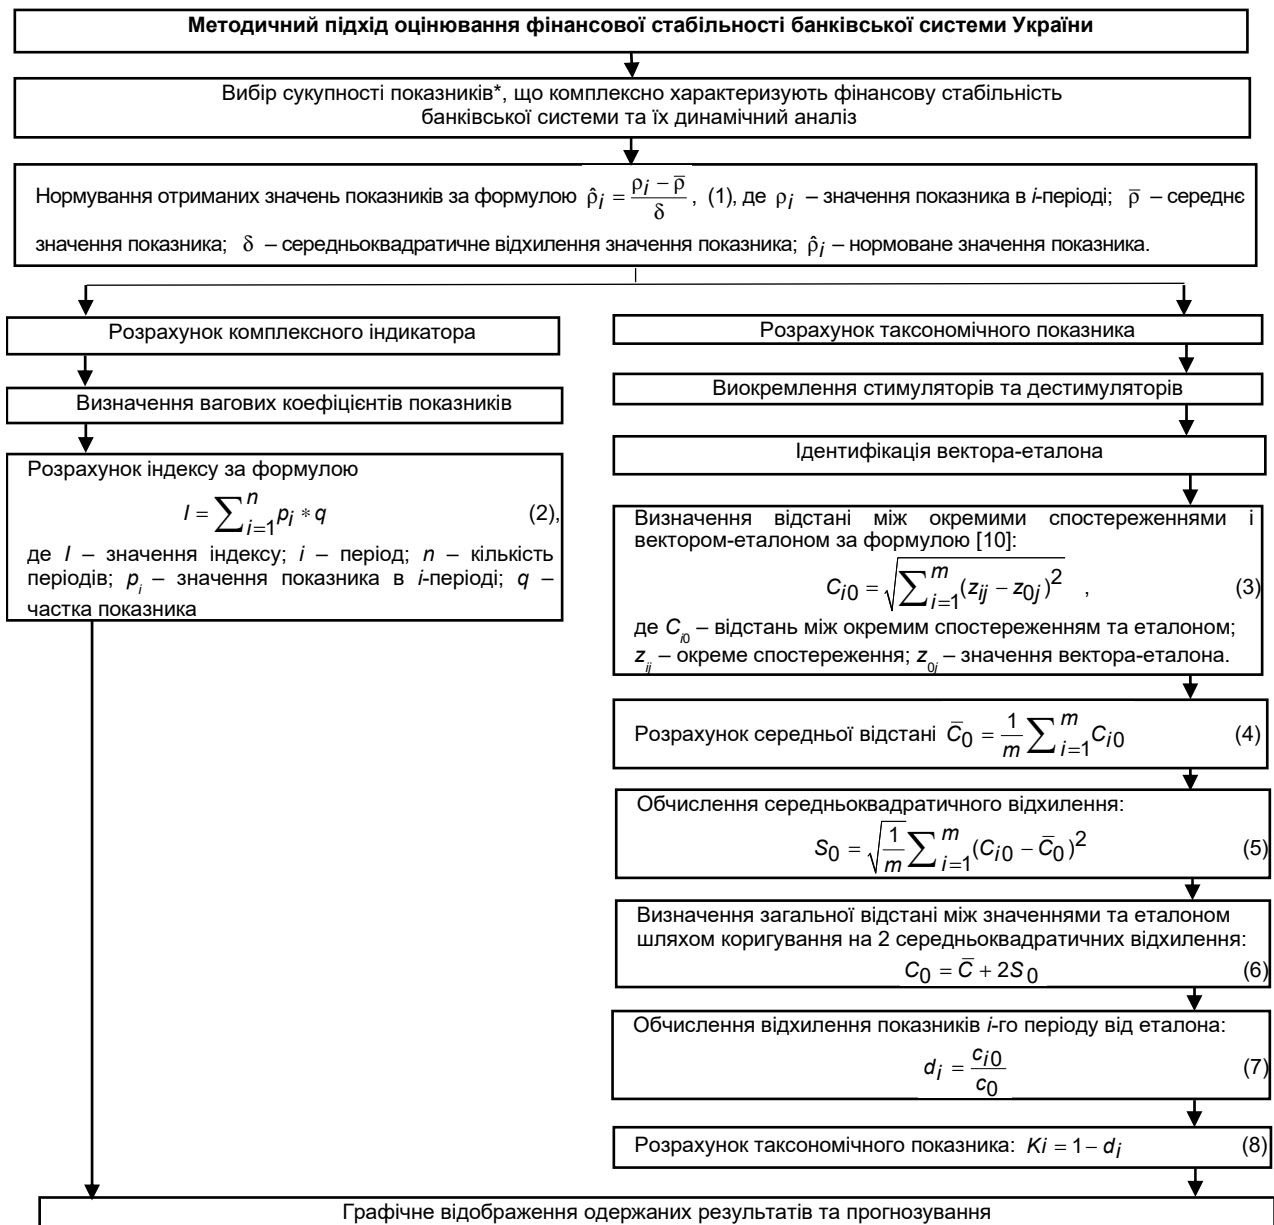 Методичний підхід оцінювання фінансової стабільності банківської системи України
Вибір сукупності показників*, що комплексно характеризують фінансову стабільність
банківської системи та їх динамічний аналіз
Нормування отриманих значень показників за формулою ρ̂i = (ρi − ρ̄)/δ, (1), де ρi – значення показника в i-періоді; ρ̄ – середнє
значення показника; δ – середньоквадратичне відхилення значення показника; ρ̂i – нормоване значення показника.
Розрахунок комплексного індикатора
Визначення вагових коефіцієнтів показників
Розрахунок індексу за формулою
I = ∑ⁿᵢ₌₁ pᵢ * q (2),
де I – значення індексу; i – період; n – кількість
періодів; pᵢ – значення показника в i-періоді; q –
частка показника
Розрахунок таксономічного показника
Виокремлення стимуляторів та дестимуляторів
Ідентифікація вектора-еталона
Визначення відстані між окремими спостереженнями і
вектором-еталоном за формулою [10]:
Ci0 = √(∑ᵐᵢ₌₁ (zij − z0j)²) , (3)
де Ci0 – відстань між окремим спостереженням та еталоном;
zij – окреме спостереження; z0j – значення вектора-еталона.
Розрахунок середньої відстані C̄0 = 1/m ∑ᵐᵢ₌₁ Ci0 (4)
Обчислення середньоквадратичного відхилення:
S0 = √(1/m) ∑ᵐᵢ₌₁ (Ci0 − C̄0)² (5)
Визначення загальної відстані між значеннями та еталоном
шляхом коригування на 2 середньоквадратичних відхилення:
C0 = C̄ + 2S0 (6)
Обчислення відхилення показників i-го періоду від еталона:
di = ci0/c0 (7)
Розрахунок таксономічного показника: Ki = 1 − di (8)
Графічне відображення одержаних результатів та прогнозування